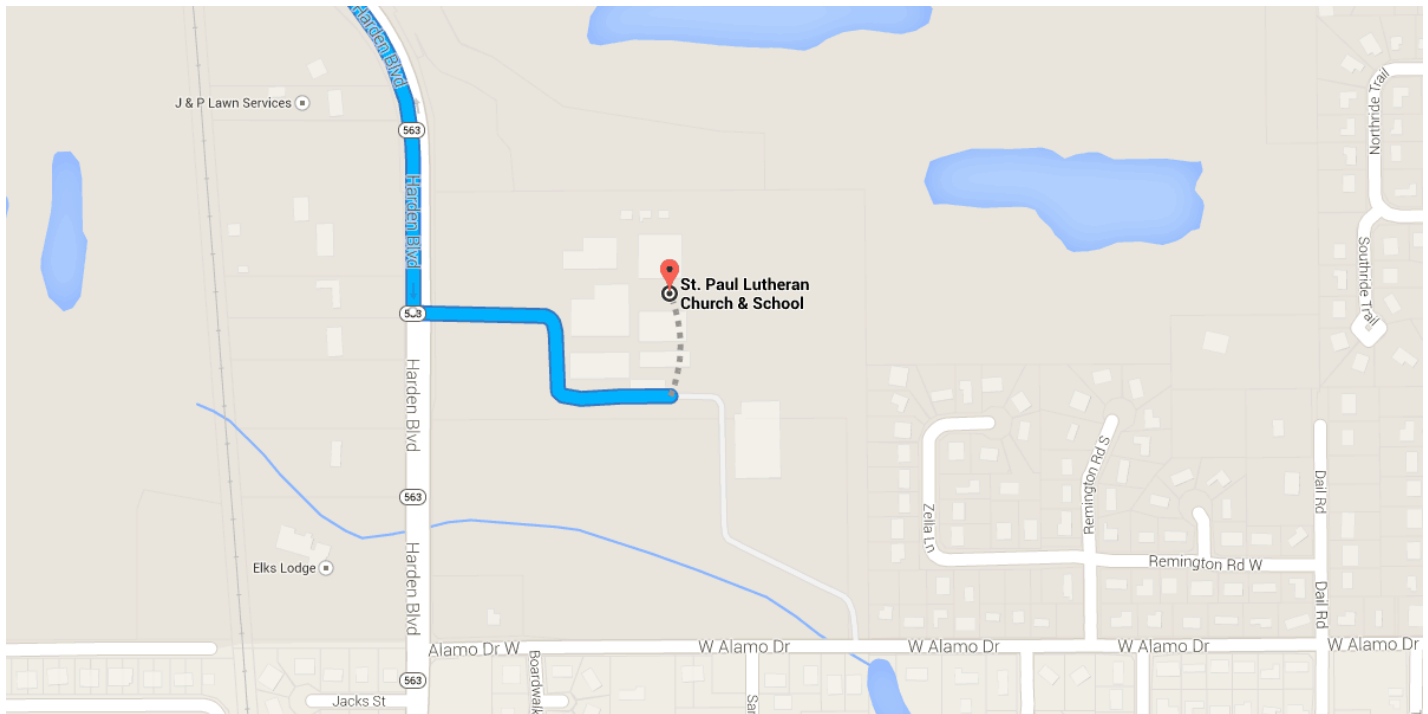 Harden Blvd
J & P Lawn Services
563
Harden Blvd
563
St. Paul Lutheran
Church & School
Northride Trail
Southride Trail
Harden Blvd
563
Harden Blvd
Elks Lodge
Zella Ln
Remington Rd S
Dail Rd
Remington Rd W
Dail Rd
Alamo Dr W
W Alamo Dr
W Alamo Dr
W Alamo Dr
W Alamo Dr
563
Jacks St
Boardwalk
Sar